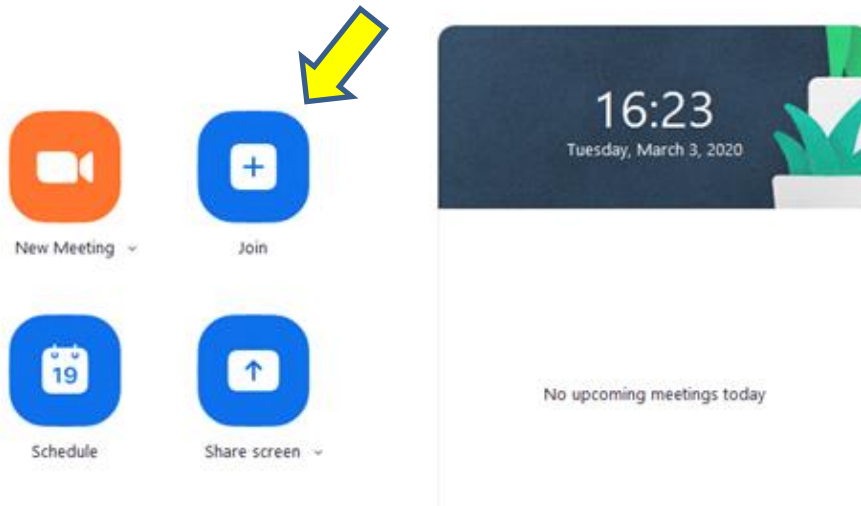 New Meeting
Join
19
Schedule
Share screen
16:23
Tuesday, March 3, 2020
No upcoming meetings today